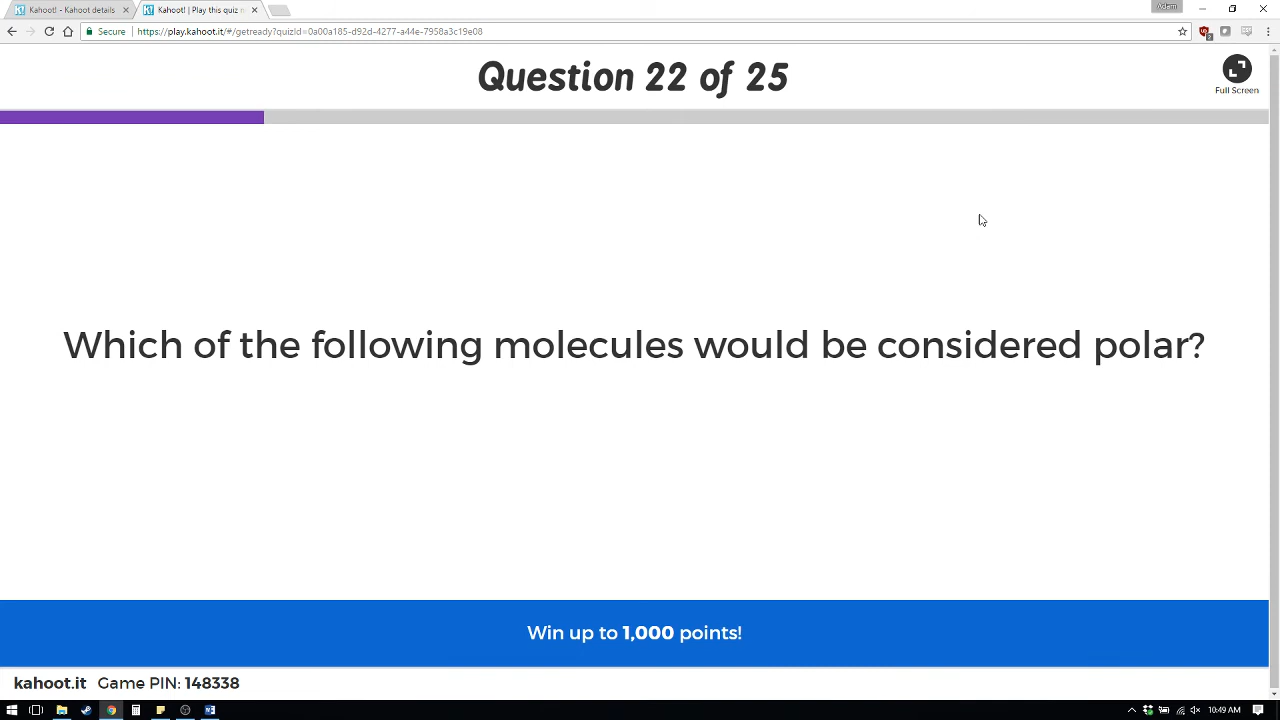 Kahoot! - Kahoot details
Kahoot! | Play this quiz n
Adam
Secure
https://play.kahoot.it/#/getready?quizId=0a00a185-d92d-4277-a44e-7958a3c19e08
Question 22 of 25
Full Screen
Which of the following molecules would be considered polar?
Win up to 1,000 points!
kahoot.it Game PIN: 148338
10:49 AM